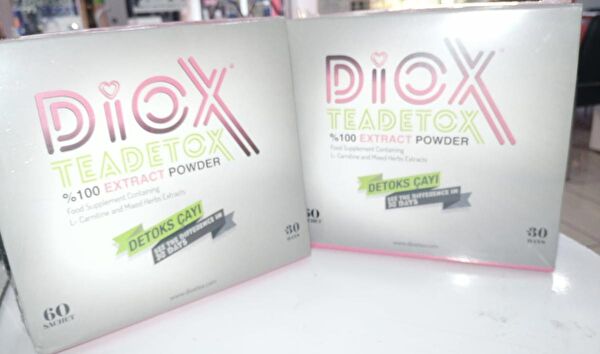 DiOX
TEADETOX
%100 EXTRACT POWDER
Food Supplement Containing
L- Carnitine and Mixed Herbs Extracts
DETOKS ÇAYI
SEE THE DIFFERENCE IN
30 DAYS
60
SACHET
30
DAYS
DiOX
TEADETOX
%100 EXTRACT POWDER
Food Supplement Containing
L- Carnitine and Mixed Herbs Extracts
DETOKS ÇAYI
SEE THE DIFFERENCE IN
30 DAYS
60
30
DAYS